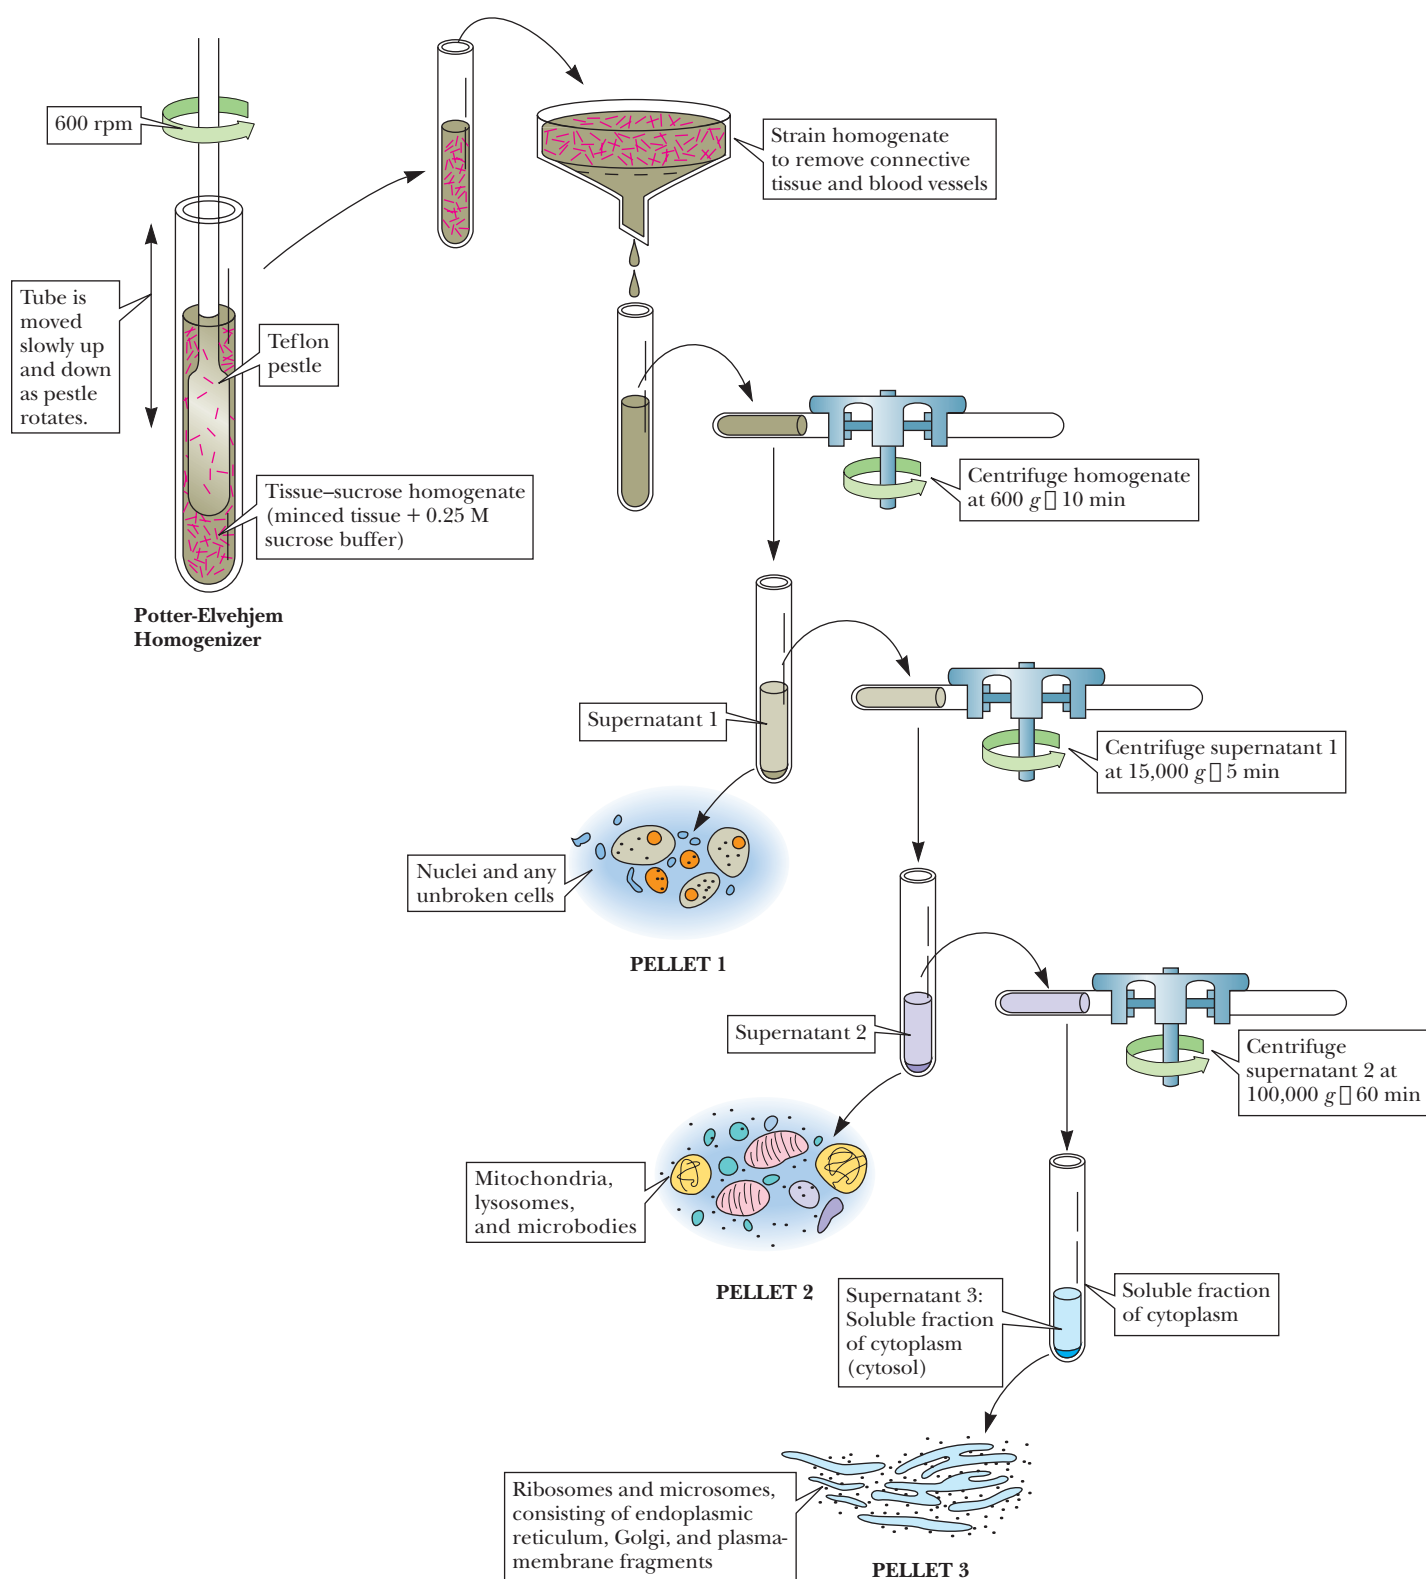 600 rpm
Strain homogenate
to remove connective
tissue and blood vessels
Tube is
moved
slowly up
and down
as pestle
rotates.
Teflon
pestle
Tissue–sucrose homogenate
(minced tissue + 0.25 M
sucrose buffer)
Centrifuge homogenate
at 600 g ▯ 10 min
Potter-Elvehjem
Homogenizer
Supernatant 1
Centrifuge supernatant 1
at 15,000 g ▯ 5 min
Nuclei and any
unbroken cells
PELLET 1
Supernatant 2
Centrifuge
supernatant 2 at
100,000 g ▯ 60 min
Mitochondria,
lysosomes,
and microbodies
PELLET 2
Supernatant 3:
Soluble fraction
of cytoplasm
(cytosol)
Soluble fraction
of cytoplasm
Ribosomes and microsomes,
consisting of endoplasmic
reticulum, Golgi, and plasma-
membrane fragments
PELLET 3